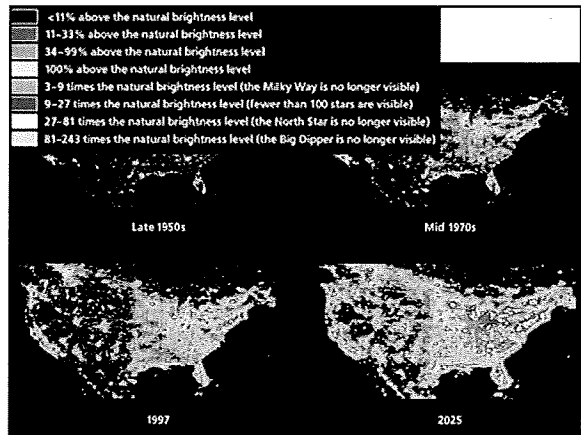 <11% above the natural brightness level
11–33% above the natural brightness level
34–99% above the natural brightness level
100% above the natural brightness level
3–9 times the natural brightness level (the Milky Way is no longer visible)
9–27 times the natural brightness level (fewer than 100 stars are visible)
27–81 times the natural brightness level (the North Star is no longer visible)
81–243 times the natural brightness level (the Big Dipper is no longer visible)
Late 1950s
Mid 1970s
1997
2025